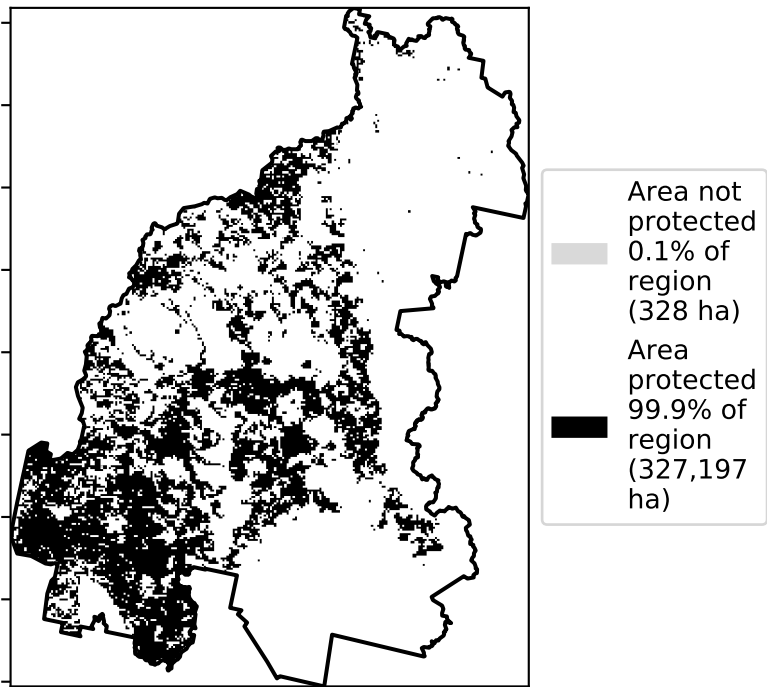 Area not
protected
0.1% of
region
(328 ha)
Area
protected
99.9% of
region
(327,197
ha)